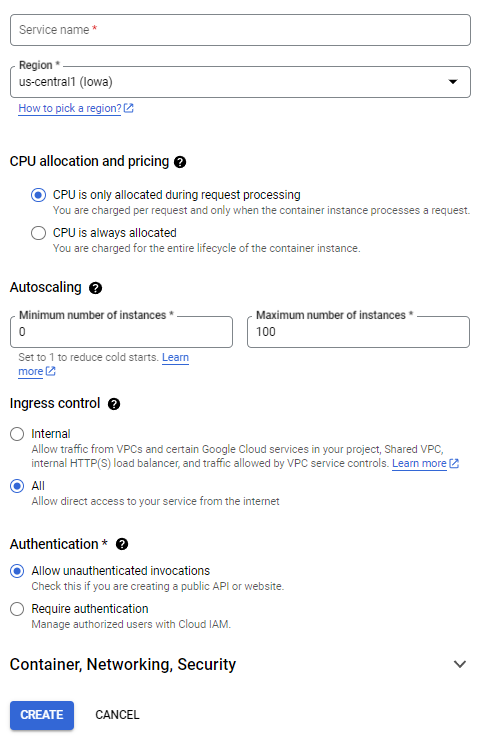 Service name *
Region *
us-central1 (Iowa)
How to pick a region?
CPU allocation and pricing
CPU is only allocated during request processing
You are charged per request and only when the container instance processes a request.
CPU is always allocated
You are charged for the entire lifecycle of the container instance.
Autoscaling
Minimum number of instances * Maximum number of instances *
0 100
Set to 1 to reduce cold starts. Learn
more
Ingress control
Internal
Allow traffic from VPCs and certain Google Cloud services in your project, Shared VPC,
internal HTTP(S) load balancer, and traffic allowed by VPC service controls. Learn more
All
Allow direct access to your service from the internet
Authentication *
Allow unauthenticated invocations
Check this if you are creating a public API or website.
Require authentication
Manage authorized users with Cloud IAM.
Container, Networking, Security
CREATE CANCEL